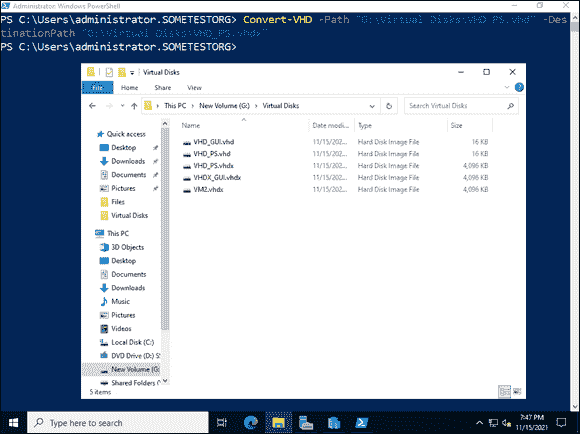 Administrator: Windows PowerShell
PS C:\Users\administrator.SOMETESTORG> Convert-VHD -Path "G:\Virtual Disks\VHD_PS.vhd" -Des
tinationPath "G:\Virtual Disks\VHD_PS.vhdx"
PS C:\Users\administrator.SOMETESTORG>
Virtual Disks
File Home Share View
This PC New Volume (G:) Virtual Disks
Search Virtual Disks
Name Date modi... Type Size
Quick access
Desktop
Downloads
Documents
Pictures
Files
Virtual Disks
This PC
3D Objects
Desktop
Documents
Downloads
Music
Pictures
Videos
Local Disk (C:)
DVD Drive (D:) S
New Volume (G:)
Shared Folders (
VHD_GUI.vhd 11/15/202... Hard Disk Image File 16 KB
VHD_PS.vhd 11/15/202... Hard Disk Image File 16 KB
VHD_PS.vhdx 11/15/202... Hard Disk Image File 4,096 KB
VHDX_GUI.vhdx 11/15/202... Hard Disk Image File 4,096 KB
VM2.vhdx 11/15/202... Hard Disk Image File 4,096 KB
5 items
Type here to search
7:47 PM
11/15/2021